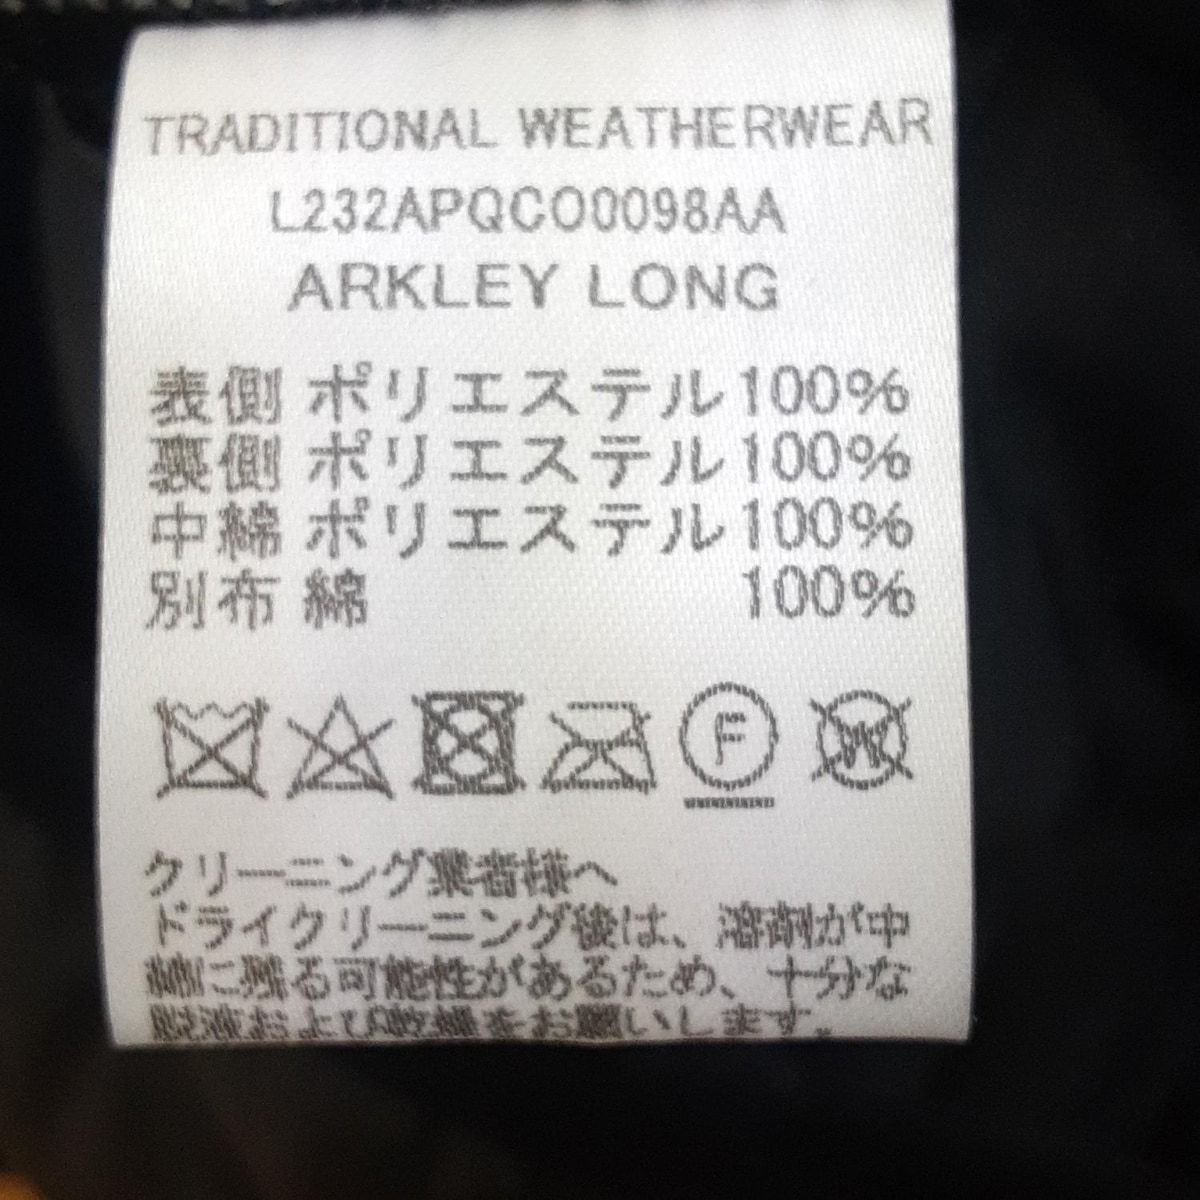 TRADITIONAL WEATHERWEAR
L232APQCO0098AA
ARKLEY LONG
表側 ポリエステル100%
裏側 ポリエステル100%
中綿 ポリエステル100%
別布 綿 100%
F
W
クリーニング業者様へ
ドライクリーニング後は、溶剤が中
綿に残る可能性があるため、十分な
脱液および乾燥をお願いします。